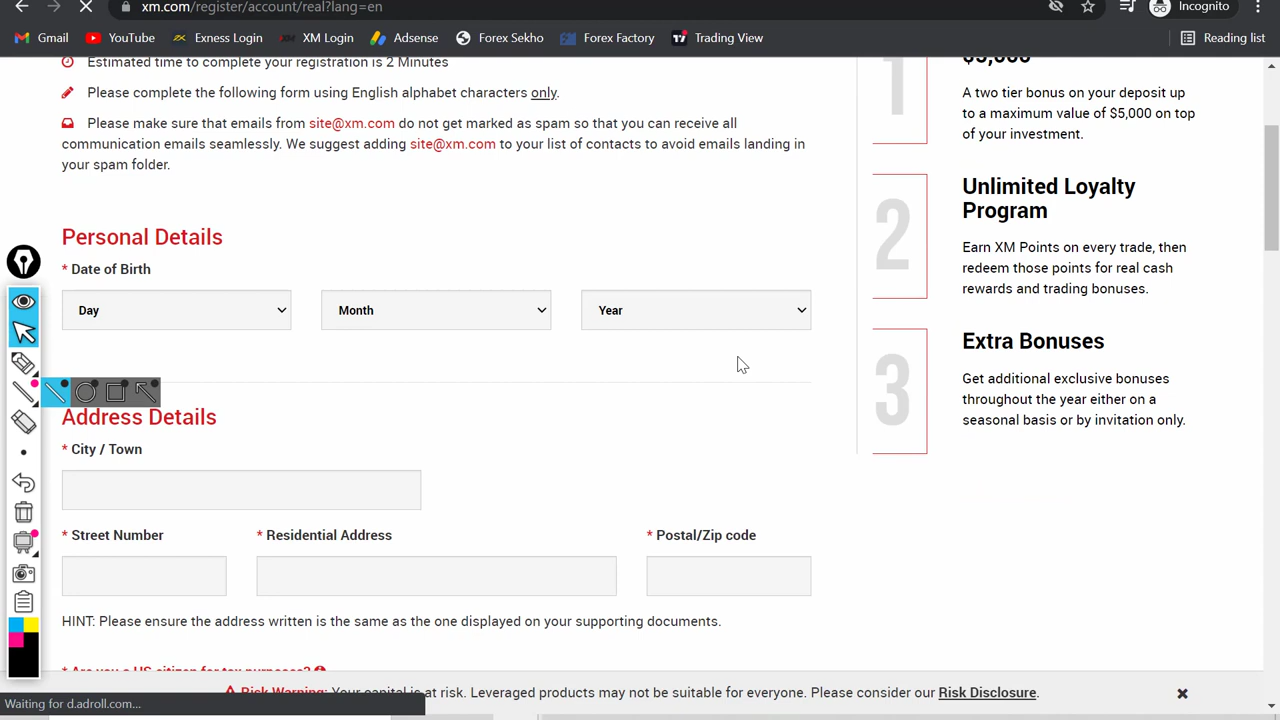 xm.com/register/account/real?lang=en
Incognito
Gmail
YouTube
Exness Login
XM Login
Adsense
Forex Sekho
Forex Factory
Trading View
Reading list
Estimated time to complete your registration is 2 Minutes
Please complete the following form using English alphabet characters only.
Please make sure that emails from site@xm.com do not get marked as spam so that you can receive all
communication emails seamlessly. We suggest adding site@xm.com to your list of contacts to avoid emails landing in
your spam folder.
Personal Details
* Date of Birth
Day
Month
Year
Address Details
* City / Town
* Street Number
* Residential Address
* Postal/Zip code
HINT: Please ensure the address written is the same as the one displayed on your supporting documents.
* Are you a US citizen for tax purposes?
1
$5,000
A two tier bonus on your deposit up
to a maximum value of $5,000 on top
of your investment.
2
Unlimited Loyalty
Program
Earn XM Points on every trade, then
redeem those points for real cash
rewards and trading bonuses.
3
Extra Bonuses
Get additional exclusive bonuses
throughout the year either on a
seasonal basis or by invitation only.
Risk Warning: Your capital is at risk. Leveraged products may not be suitable for everyone. Please consider our Risk Disclosure.
Waiting for d.adroll.com...